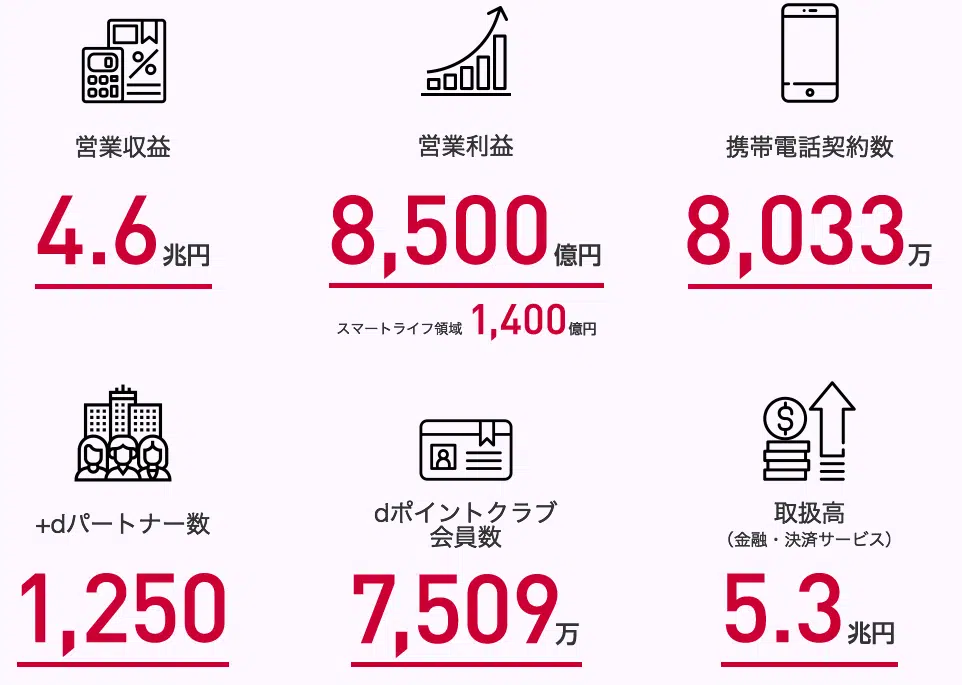 営業収益
4.6兆円
営業利益
8,500億円
スマートライフ領域 1,400億円
携帯電話契約数
8,033万
+dパートナー数
1,250
dポイントクラブ
会員数
7,509万
取扱高
（金融・決済サービス）
5.3兆円